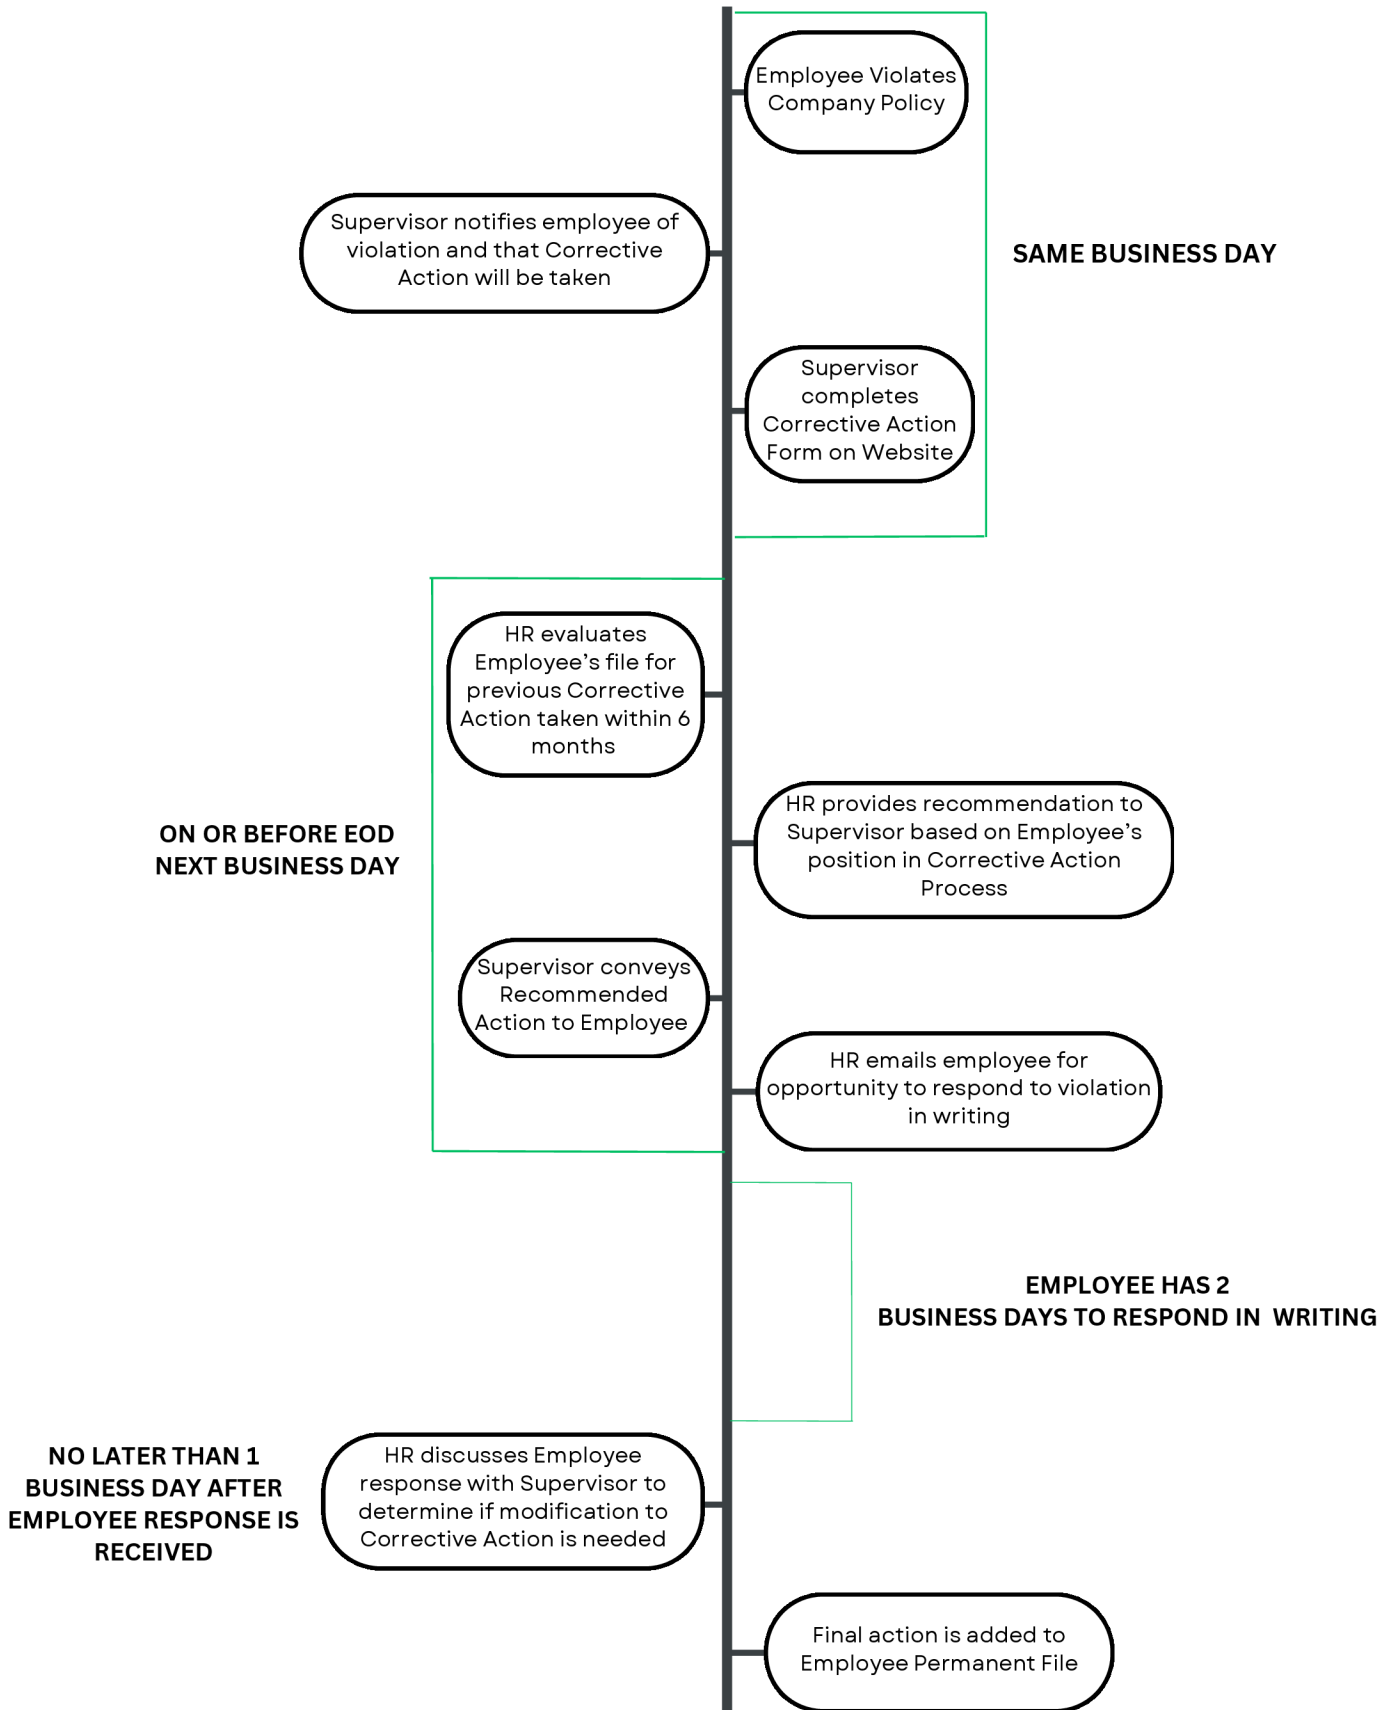 Employee Violates
Company Policy
Supervisor notifies employee of
violation and that Corrective
Action will be taken
SAME BUSINESS DAY
Supervisor
completes
Corrective Action
Form on Website
HR evaluates
Employee’s file for
previous Corrective
Action taken within 6
months
ON OR BEFORE EOD
NEXT BUSINESS DAY
HR provides recommendation to
Supervisor based on Employee’s
position in Corrective Action
Process
Supervisor conveys
Recommended
Action to Employee
HR emails employee for
opportunity to respond to violation
in writing
EMPLOYEE HAS 2
BUSINESS DAYS TO RESPOND IN  WRITING
NO LATER THAN 1
BUSINESS DAY AFTER
EMPLOYEE RESPONSE IS
RECEIVED
HR discusses Employee
response with Supervisor to
determine if modification to
Corrective Action is needed
Final action is added to
Employee Permanent File